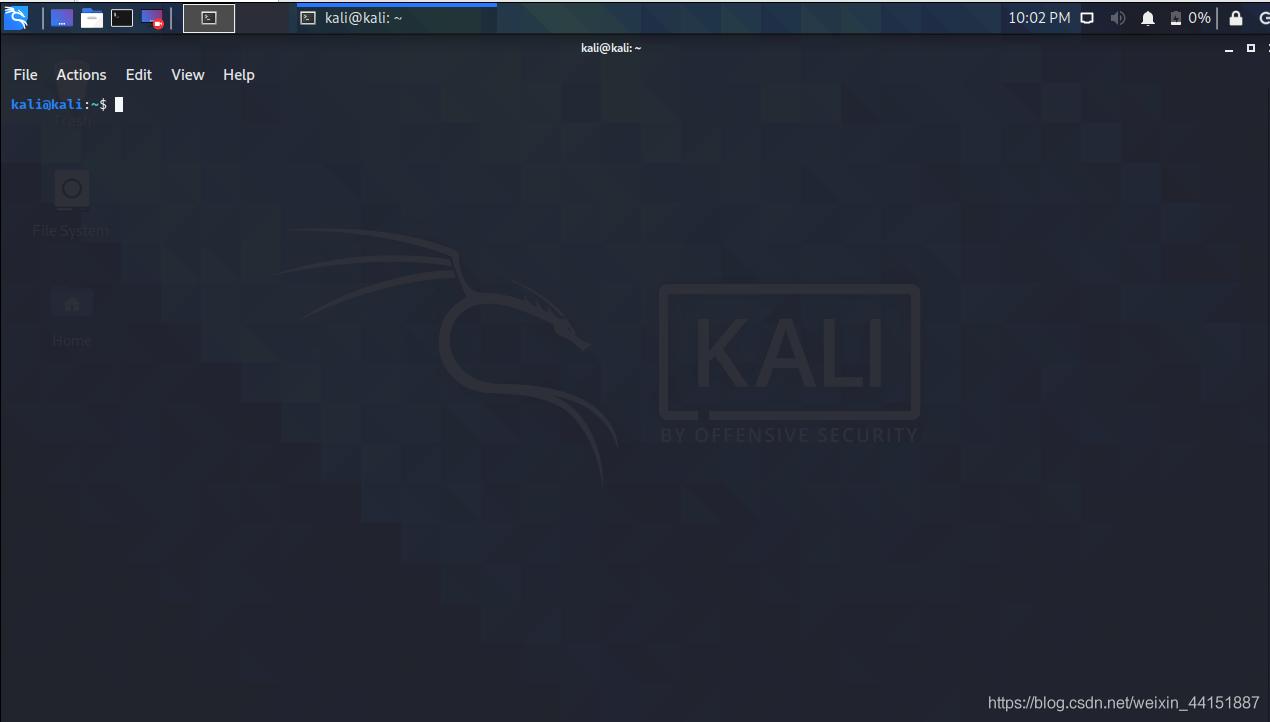 kali@kali: ~
10:02 PM
0%
kali@kali: ~
File Actions Edit View Help
kali@kali:~$
Trash
File System
Home
KALI
BY OFFENSIVE SECURITY
https://blog.csdn.net/weixin_44151887